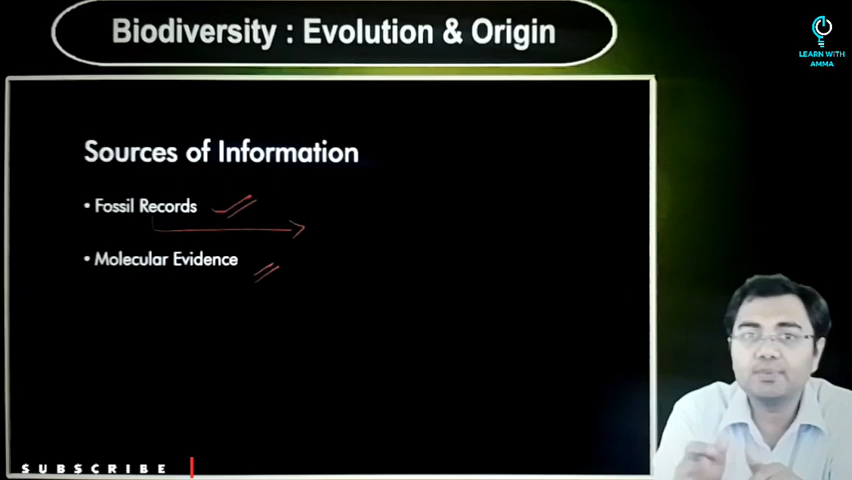 Biodiversity : Evolution & Origin
LEARN WITH
AMMA
Sources of Information
• Fossil Records
• Molecular Evidence
SUBSCRIBE